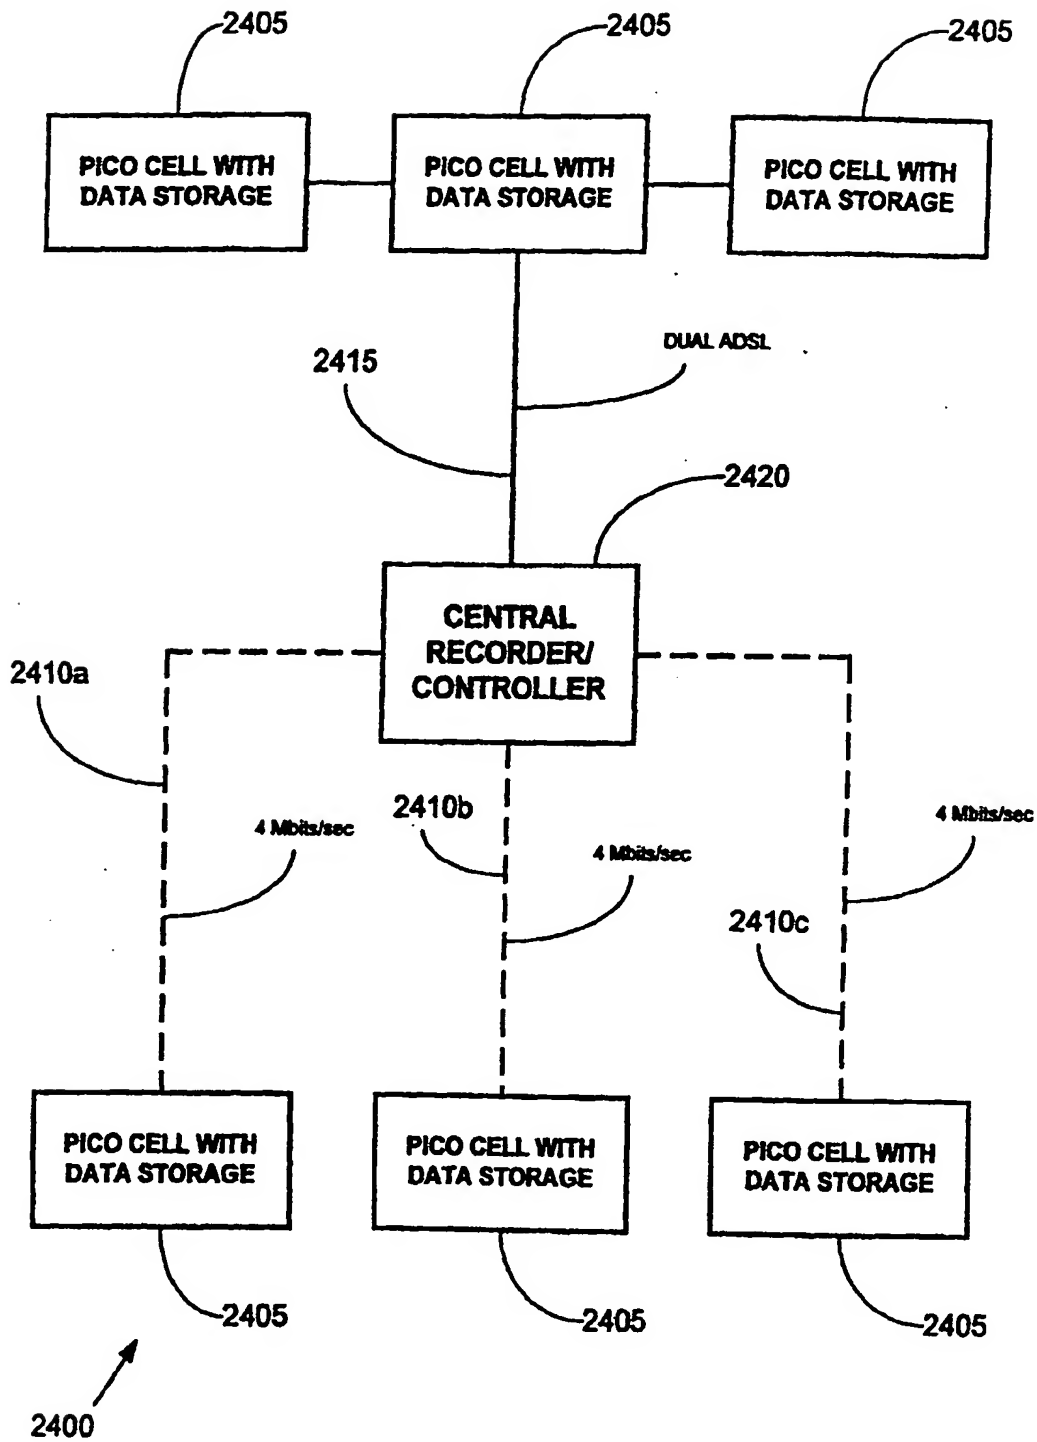 2405
2405
2405
PICO CELL WITH
DATA STORAGE
PICO CELL WITH
DATA STORAGE
PICO CELL WITH
DATA STORAGE
DUAL ADSL
2415
2420
CENTRAL
RECORDER/
CONTROLLER
2410a
2410b
4 Mbits/sec
4 Mbits/sec
4 Mbits/sec
2410c
PICO CELL WITH
DATA STORAGE
PICO CELL WITH
DATA STORAGE
PICO CELL WITH
DATA STORAGE
2405
2405
2405
2400